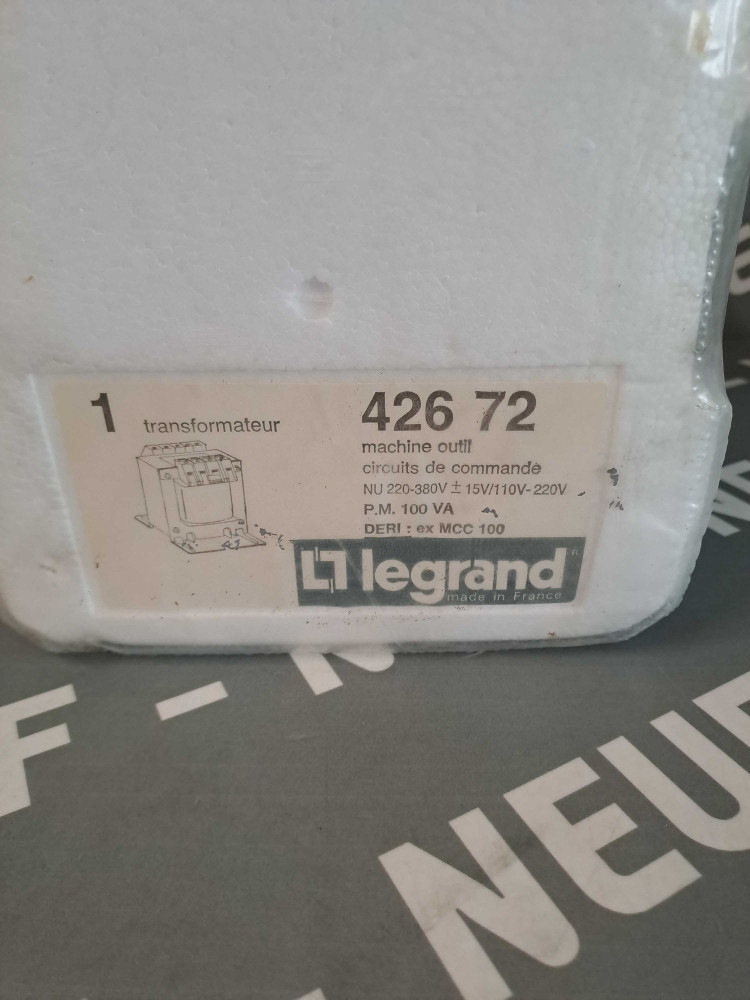 1 transformateur
426 72
machine outil
circuits de commande
NU 220-380V ± 15V/110V-220V
P.M. 100 VA
DERI : ex MCC 100
legrand
made in France
F - N
NEUF